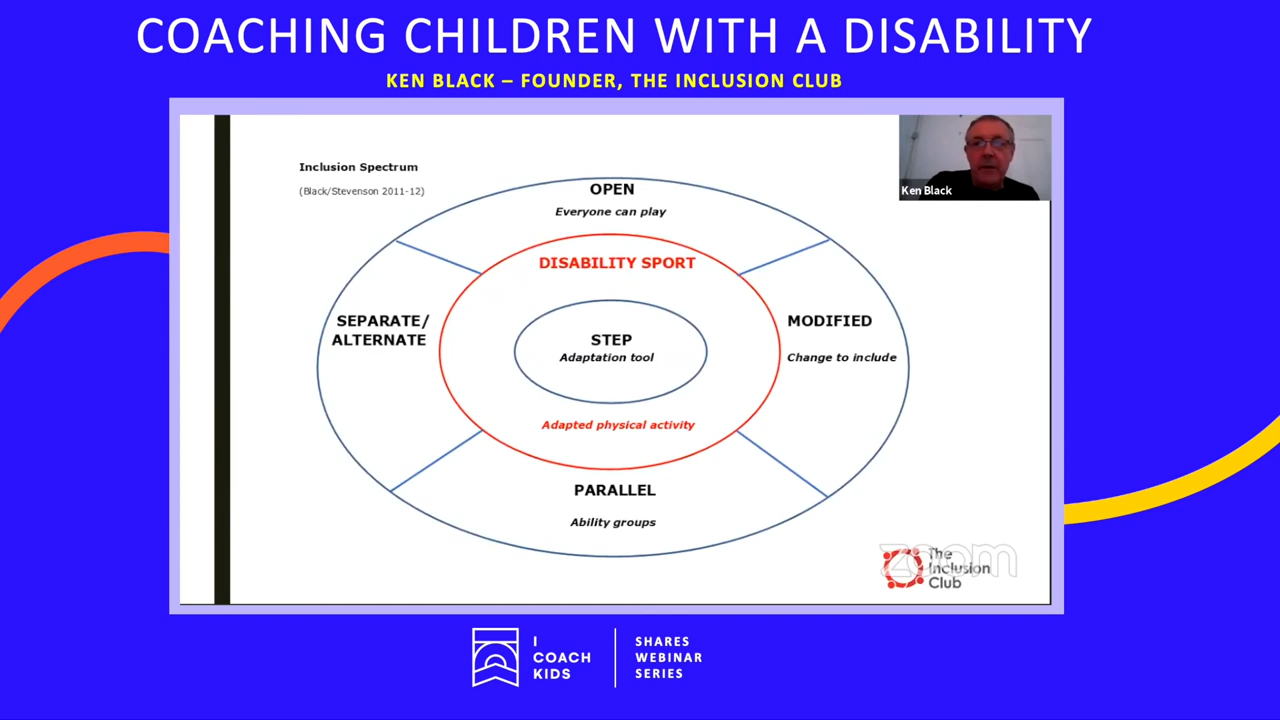 COACHING CHILDREN WITH A DISABILITY
KEN BLACK – FOUNDER, THE INCLUSION CLUB
Inclusion Spectrum
(Black/Stevenson 2011-12)
Ken Black
OPEN
Everyone can play
DISABILITY SPORT
SEPARATE/
ALTERNATE
STEP
Adaptation tool
MODIFIED
Change to include
Adapted physical activity
PARALLEL
Ability groups
zoom
The
Inclusion
Club
I
COACH
KIDS
SHARES
WEBINAR
SERIES